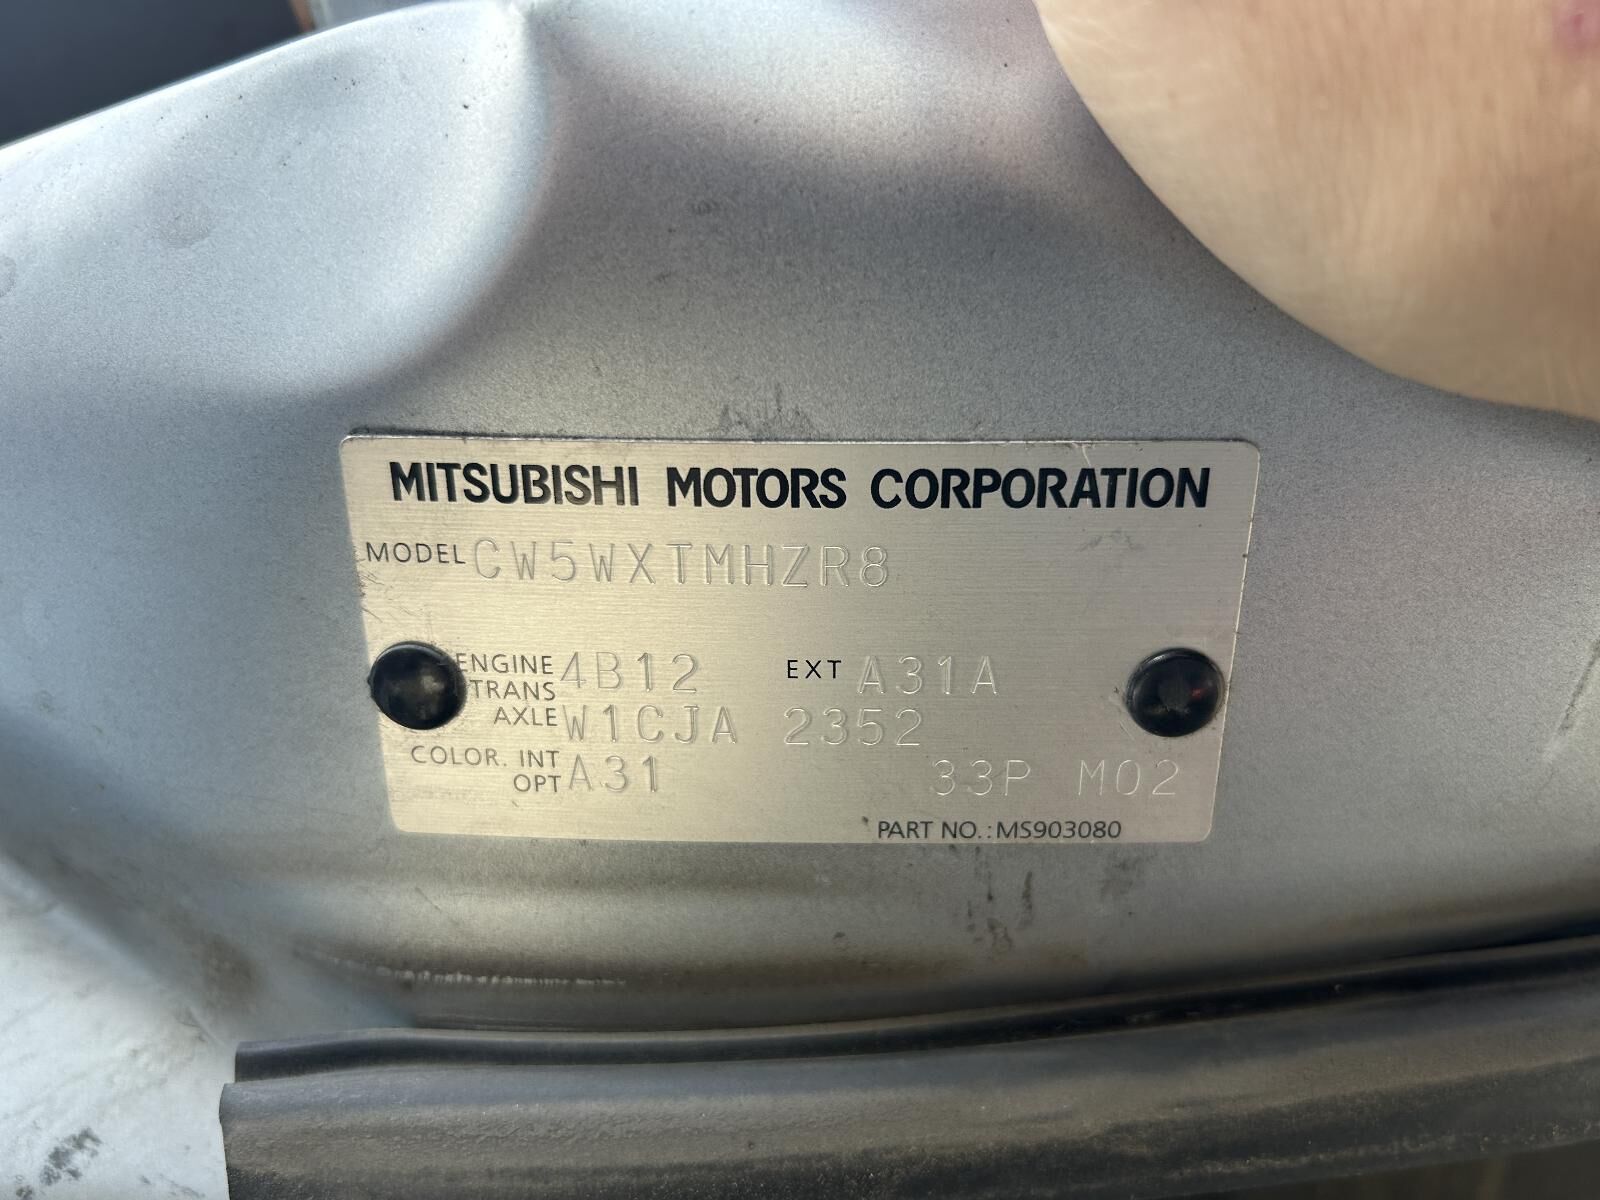 MITSUBISHI MOTORS CORPORATION
MODEL CW5WXTMHZR8
ENGINE 4B12 EXT A31A
TRANS
AXLE W1CJA 2352
COLOR. INT
OPT A31 33P M02
PART NO.: MS903080